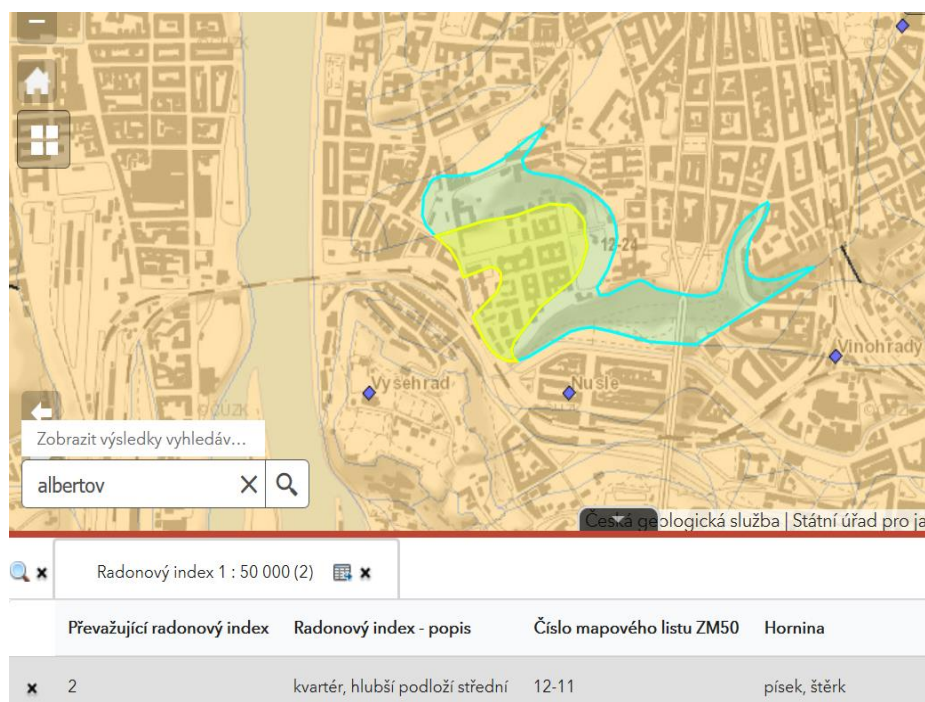 ©ČÚZK
12-24
Vinohrady
Vyšehrad
Nusle
©ČÚZK
Zobrazit výsledky vyhledáv...
albertov
Česká geologická služba | Státní úřad pro ja
Radonový index 1 : 50 000 (2)
Převažující radonový index Radonový index - popis Číslo mapového listu ZM50 Hornina
2 kvartér, hlubší podloží střední 12-11 písek, štěrk